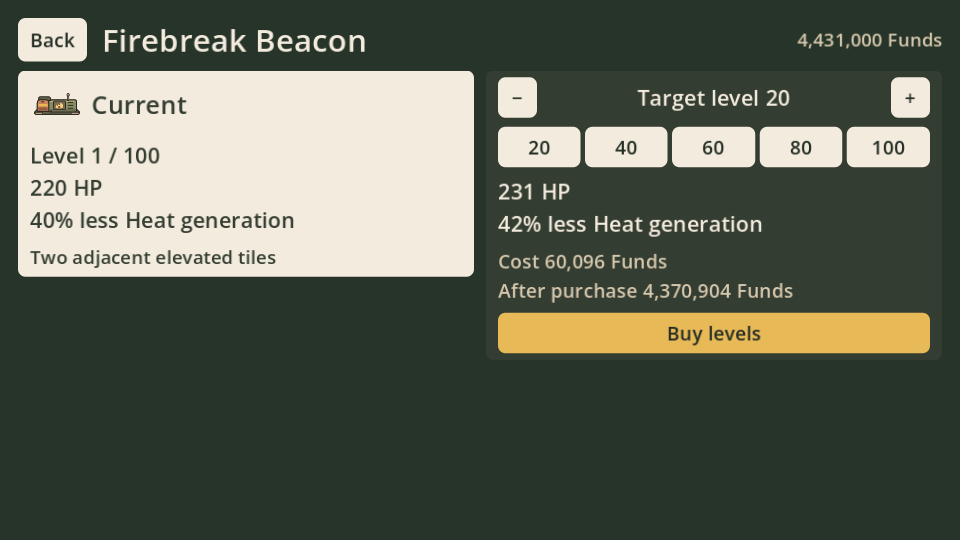 Back
Firebreak Beacon
4,431,000 Funds
Current
Level 1 / 100
220 HP
40% less Heat generation
Two adjacent elevated tiles
−
Target level 20
+
20 40 60 80 100
231 HP
42% less Heat generation
Cost 60,096 Funds
After purchase 4,370,904 Funds
Buy levels